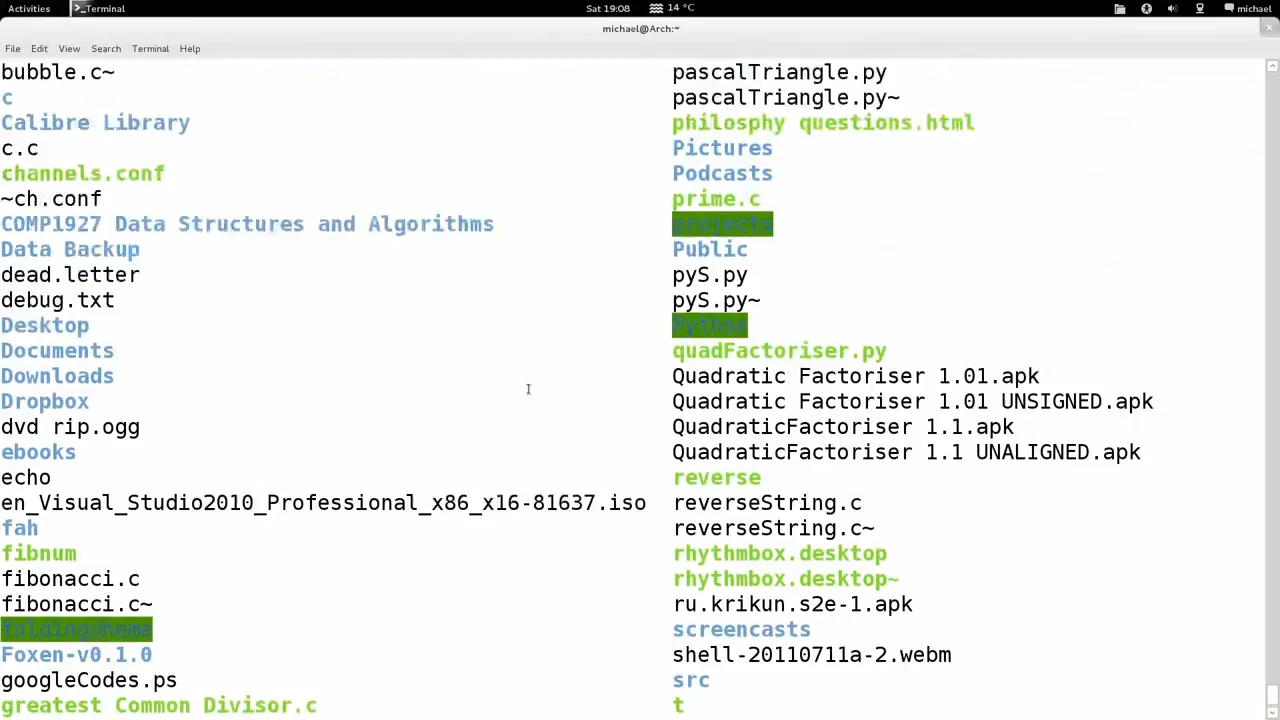 Activities
Terminal
Sat 19:08
14 °C
michael
michael@Arch:~
File Edit View Search Terminal Help
bubble.c~
c
Calibre Library
c.c
channels.conf
~ch.conf
COMP1927 Data Structures and Algorithms
Data Backup
dead.letter
debug.txt
Desktop
Documents
Downloads
Dropbox
dvd rip.ogg
ebooks
echo
en_Visual_Studio2010_Professional_x86_x16-81637.iso
fah
fibnum
fibonacci.c
fibonacci.c~
folding@home
Foxen-v0.1.0
googleCodes.ps
greatest Common Divisor.c
pascalTriangle.py
pascalTriangle.py~
philosphy questions.html
Pictures
Podcasts
prime.c
projects
Public
pyS.py
pyS.py~
Python
quadFactoriser.py
Quadratic Factoriser 1.01.apk
Quadratic Factoriser 1.01 UNSIGNED.apk
QuadraticFactoriser 1.1.apk
QuadraticFactoriser 1.1 UNALIGNED.apk
reverse
reverseString.c
reverseString.c~
rhythmbox.desktop
rhythmbox.desktop~
ru.krikun.s2e-1.apk
screencasts
shell-20110711a-2.webm
src
t